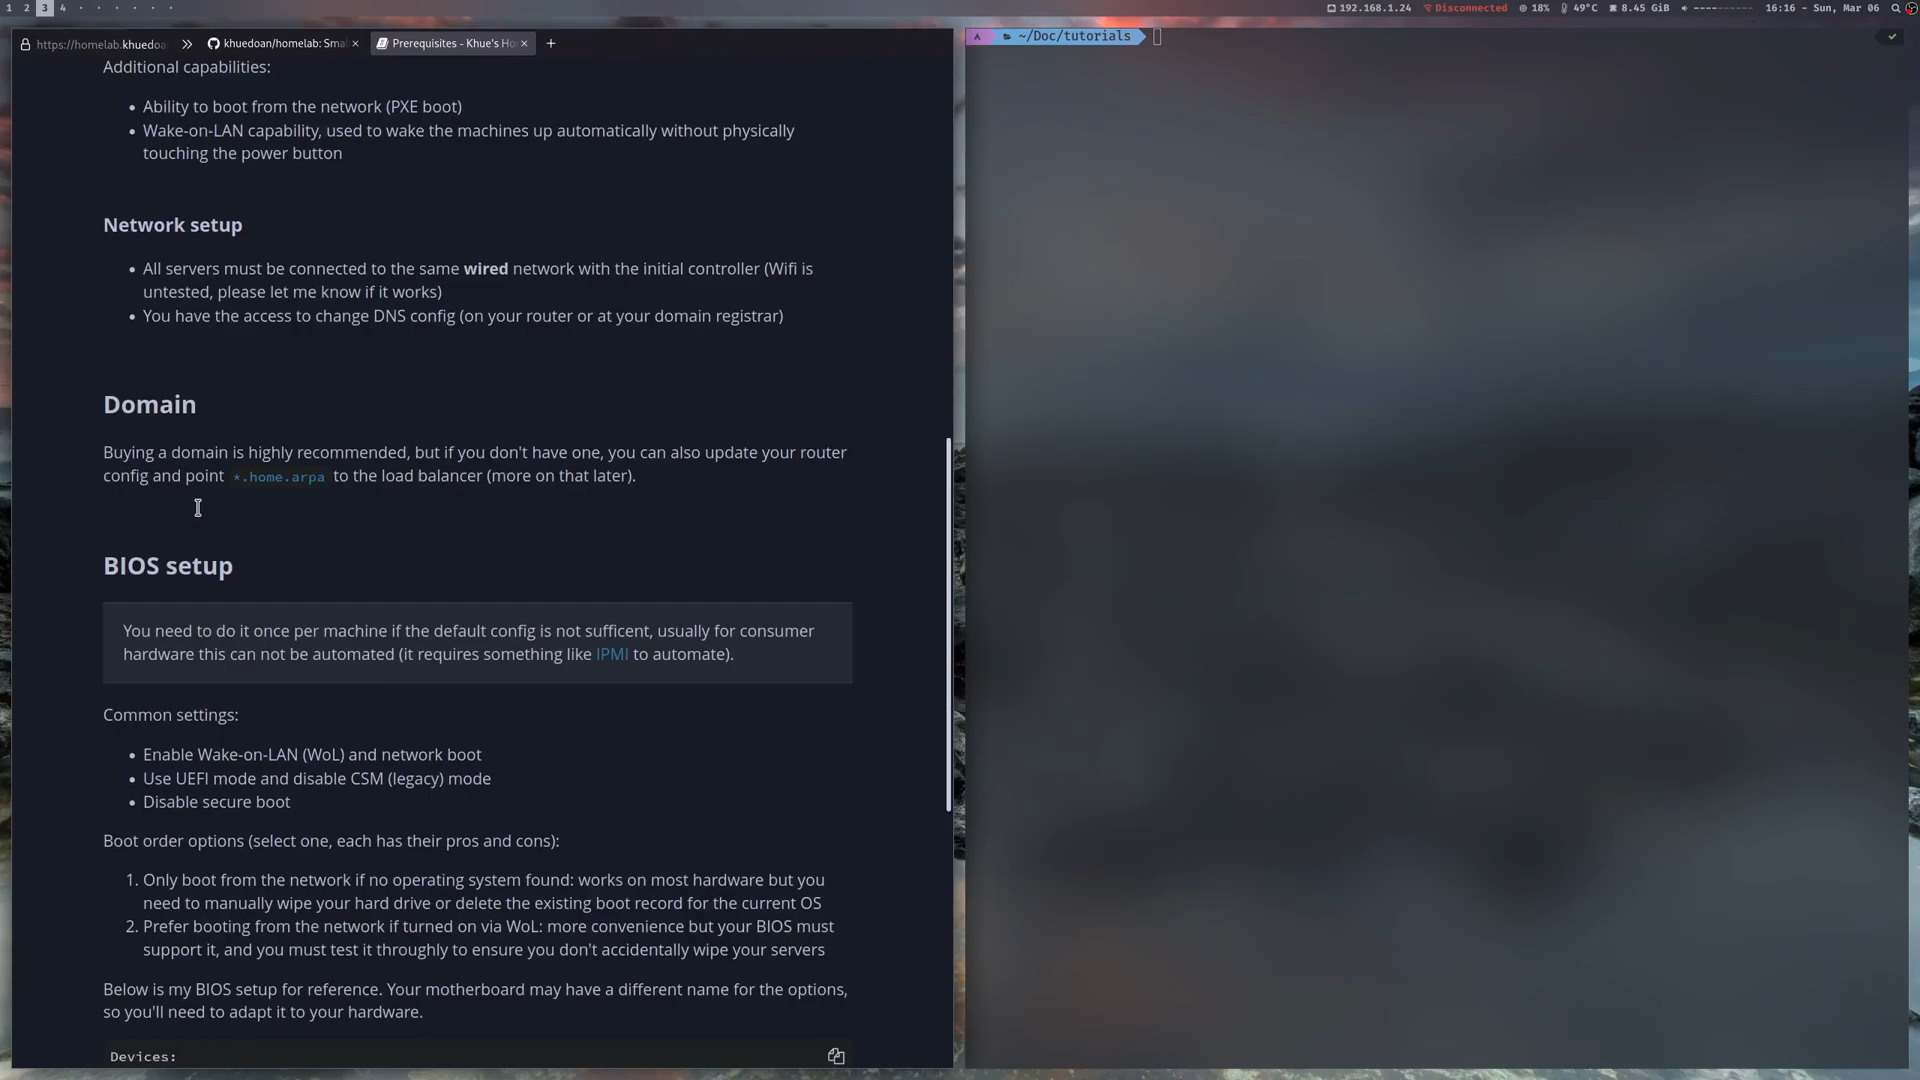 1 2 3 4
192.168.1.24 Disconnected 18% 49°C 8.45 GiB 16:16 - Sun, Mar 06
https://homelab.khuedoa khuedoan/homelab: Sma Prerequisites - Khue's Ho
~/Doc/tutorials
Additional capabilities:
• Ability to boot from the network (PXE boot)
• Wake-on-LAN capability, used to wake the machines up automatically without physically
touching the power button
Network setup
• All servers must be connected to the same wired network with the initial controller (Wifi is
untested, please let me know if it works)
• You have the access to change DNS config (on your router or at your domain registrar)
Domain
Buying a domain is highly recommended, but if you don't have one, you can also update your router
config and point *.home.arpa to the load balancer (more on that later).
BIOS setup
You need to do it once per machine if the default config is not sufficent, usually for consumer
hardware this can not be automated (it requires something like IPMI to automate).
Common settings:
• Enable Wake-on-LAN (WoL) and network boot
• Use UEFI mode and disable CSM (legacy) mode
• Disable secure boot
Boot order options (select one, each has their pros and cons):
1. Only boot from the network if no operating system found: works on most hardware but you
need to manually wipe your hard drive or delete the existing boot record for the current OS
2. Prefer booting from the network if turned on via WoL: more convenience but your BIOS must
support it, and you must test it throughly to ensure you don't accidentally wipe your servers
Below is my BIOS setup for reference. Your motherboard may have a different name for the options,
so you'll need to adapt it to your hardware.
Devices: